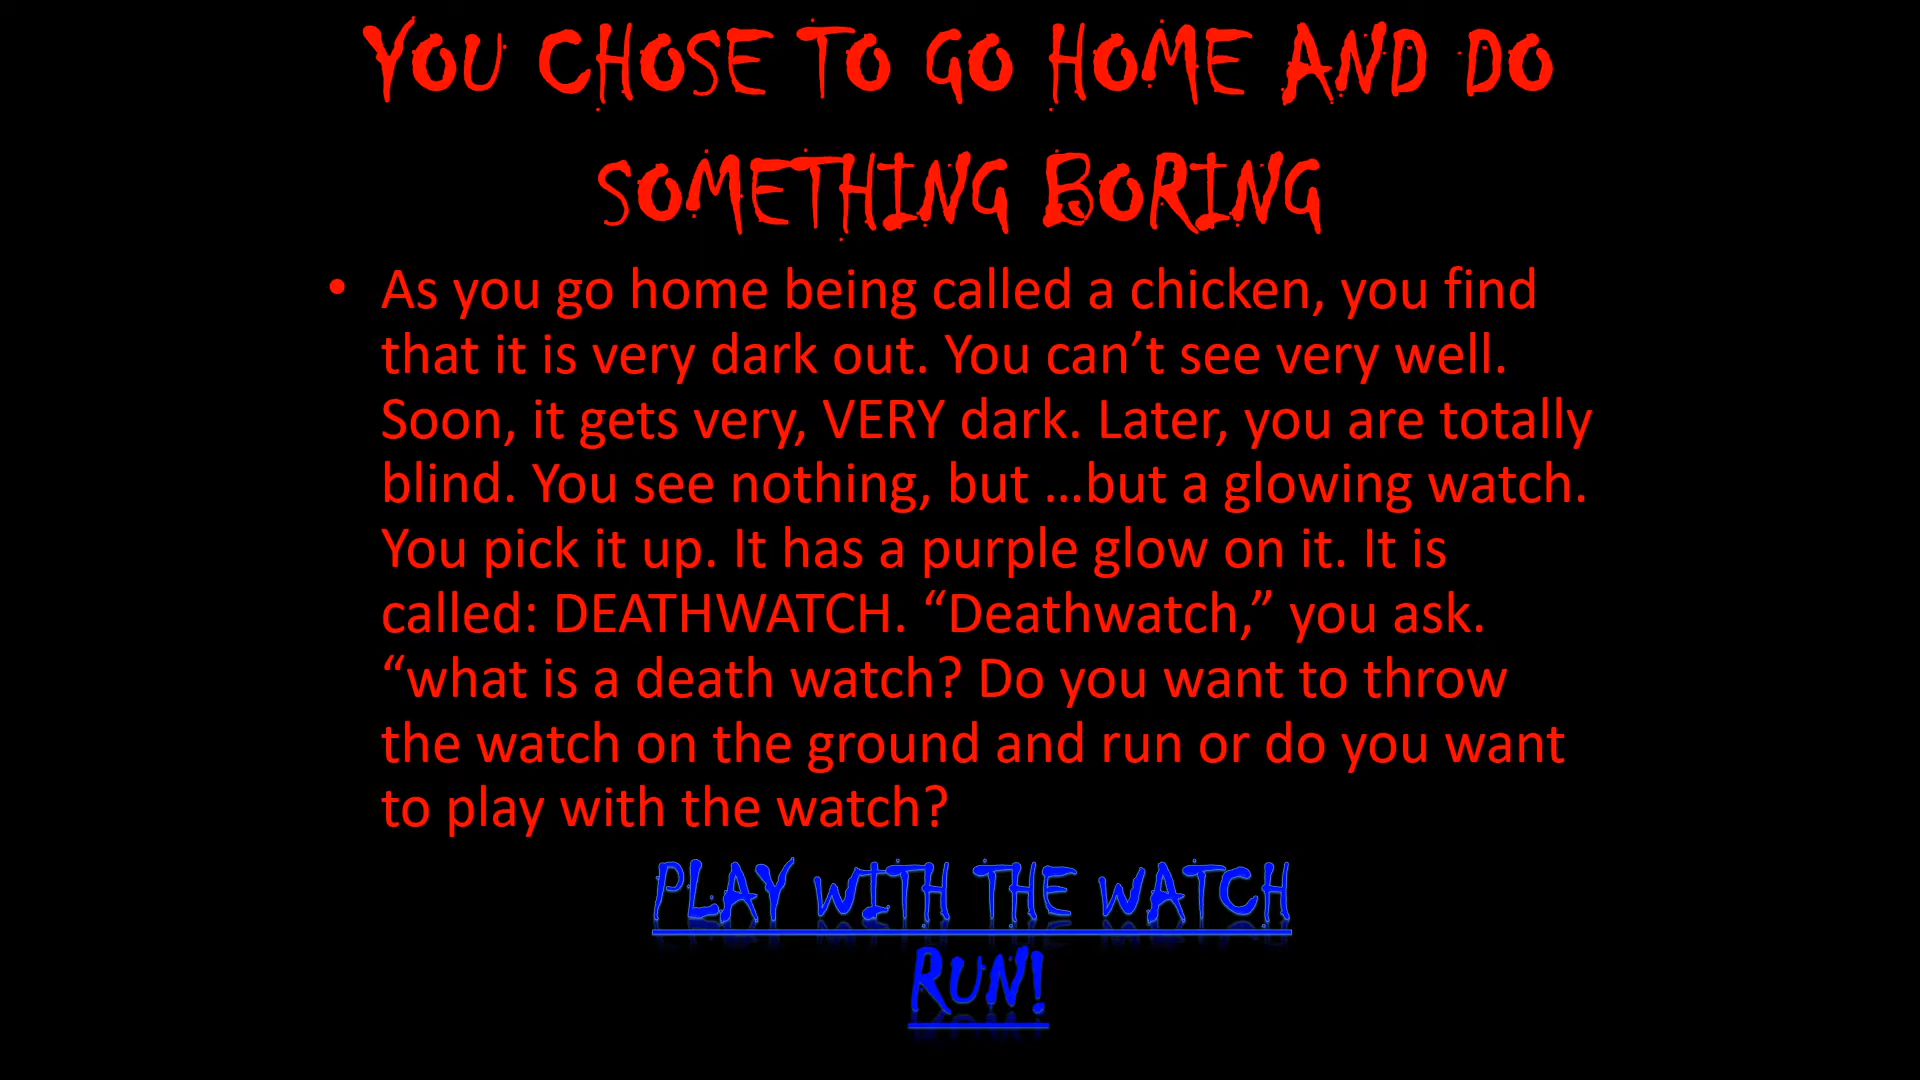 YOU CHOSE TO GO HOME AND DO
SOMETHING BORING
• As you go home being called a chicken, you find
that it is very dark out. You can’t see very well.
Soon, it gets very, VERY dark. Later, you are totally
blind. You see nothing, but …but a glowing watch.
You pick it up. It has a purple glow on it. It is
called: DEATHWATCH. “Deathwatch,” you ask.
“what is a death watch? Do you want to throw
the watch on the ground and run or do you want
to play with the watch?
PLAY WITH THE WATCH
RUN!